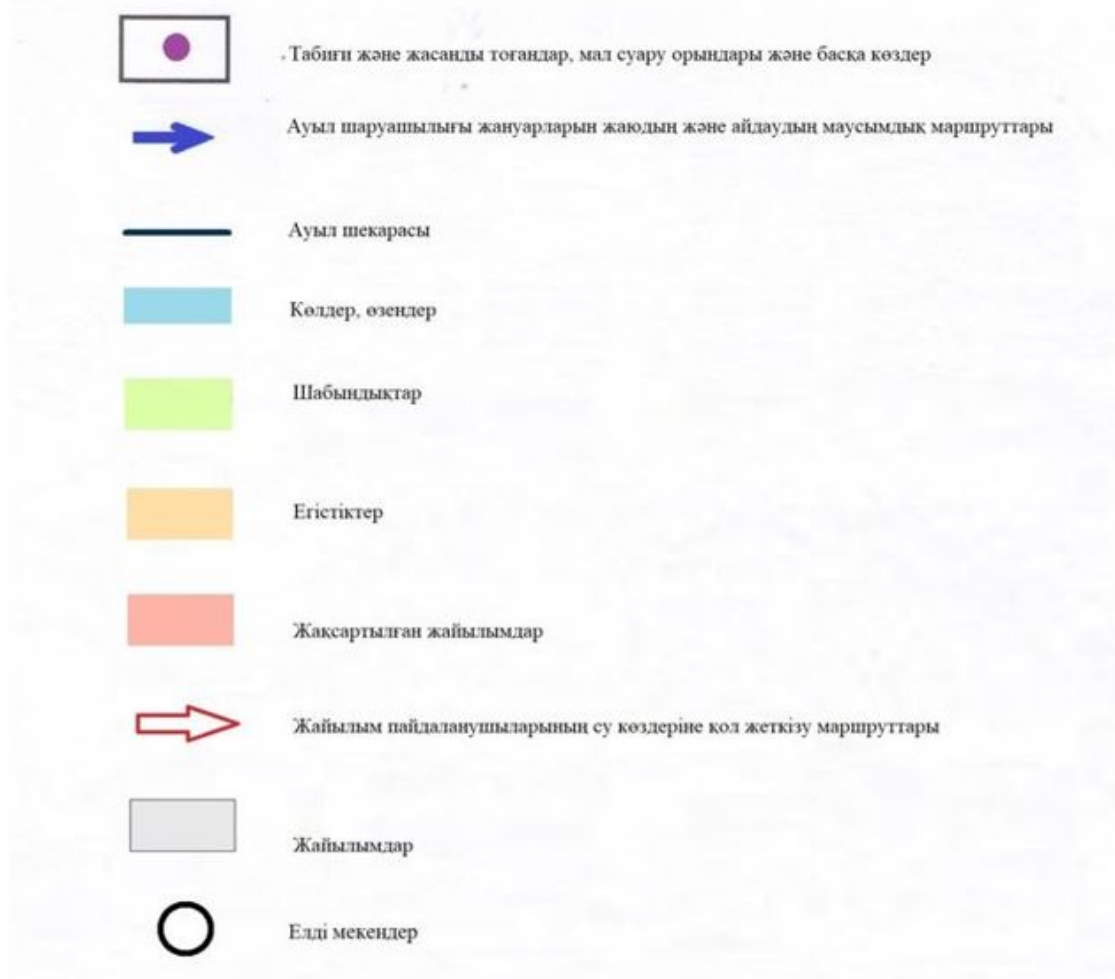 Табиғи және жасанды тоғандар, мал суару орындары және басқа көздер
Ауыл шаруашылығы жануарларын жаюдың және айдаудың маусымдық маршруттары
Ауыл шекарасы
Көлдер, өзендер
Шабындықтар
Егістіктер
Жақсартылған жайылымдар
Жайылым пайдаланушыларының су көздеріне қол жеткізу маршруттары
Жайылымдар
Елді мекендер